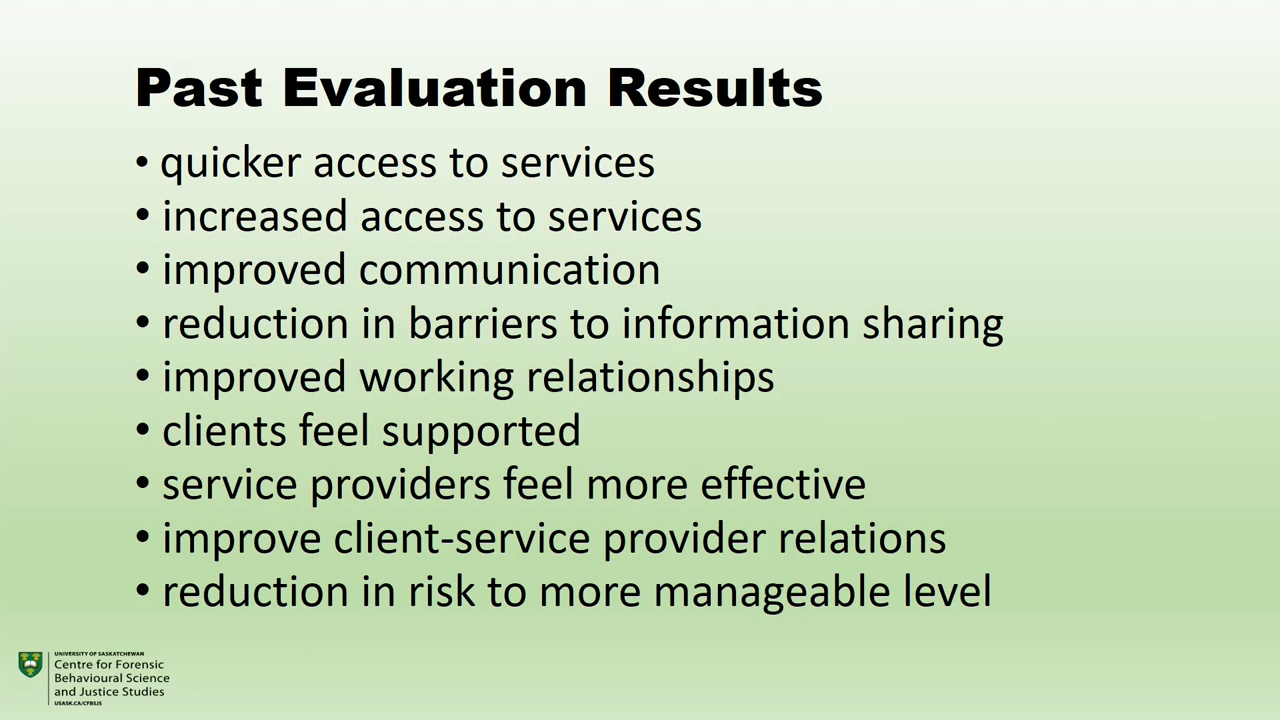 Past Evaluation Results
• quicker access to services
• increased access to services
• improved communication
• reduction in barriers to information sharing
• improved working relationships
• clients feel supported
• service providers feel more effective
• improve client-service provider relations
• reduction in risk to more manageable level
UNIVERSITY OF SASKATCHEWAN
Centre for Forensic
Behavioural Science
and Justice Studies
USASK.CA/CFBSJS